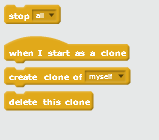 stop all
when I start as a clone
create clone of myself
delete this clone